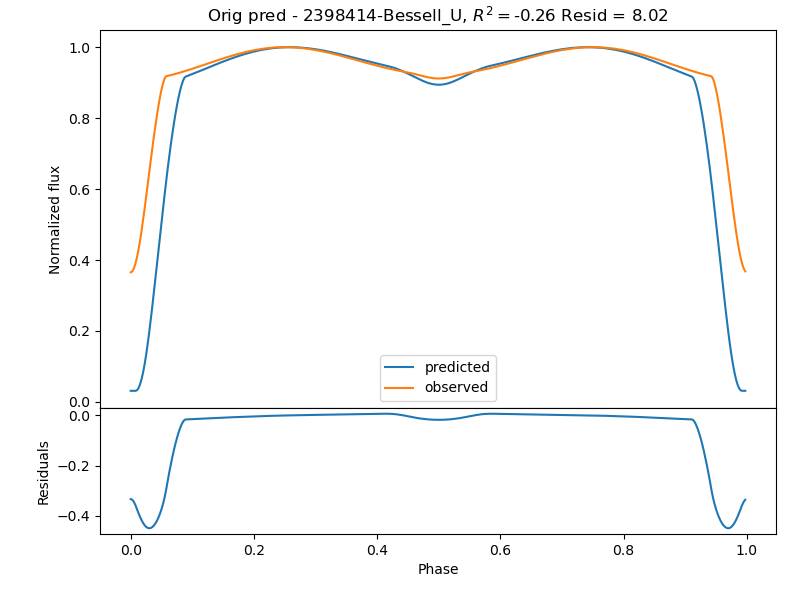 Orig pred - 2398414-Bessell_U, R² = -0.26 Resid = 8.02
1.0
0.8
0.6
0.4
0.2
0.0
Normalized flux
predicted
observed
0.0
−0.2
−0.4
Residuals
0.0
0.2
0.4
0.6
0.8
1.0
Phase